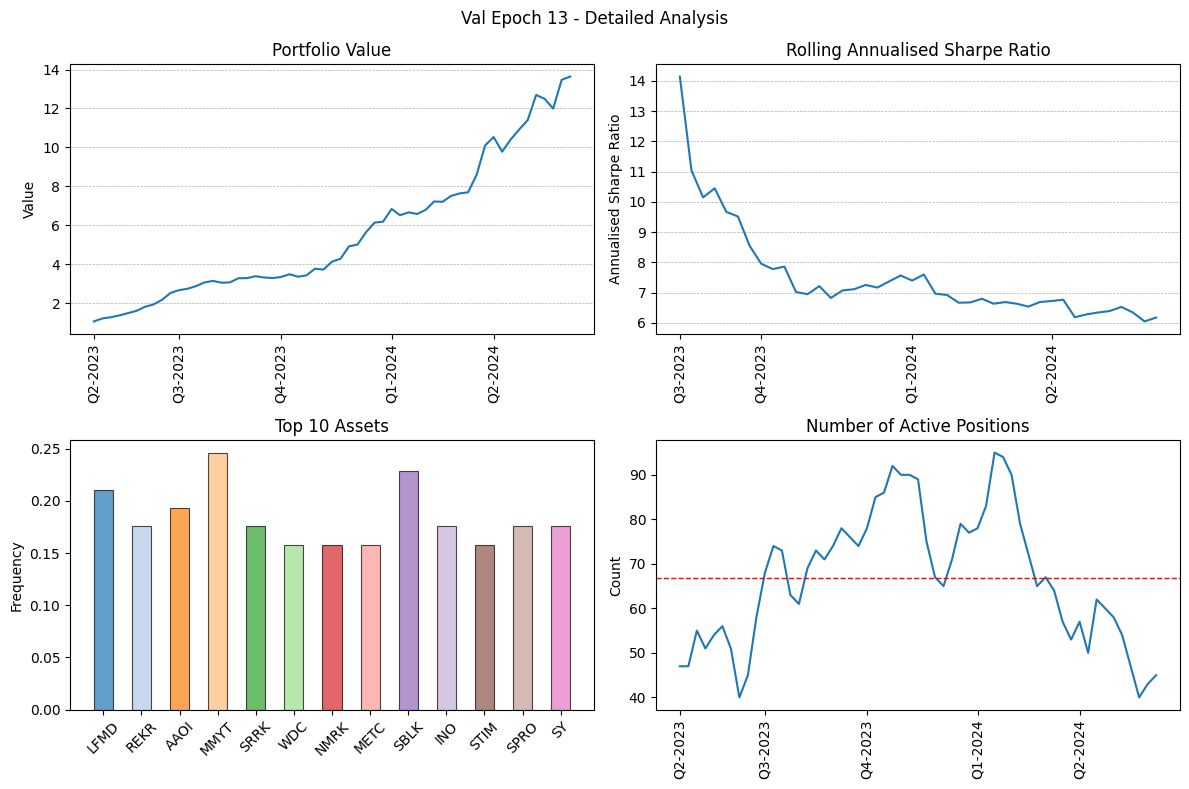 Val Epoch 13 - Detailed Analysis
Portfolio Value
Value
14
12
10
8
6
4
2
Q2-2023
Q3-2023
Q4-2023
Q1-2024
Q2-2024
Rolling Annualised Sharpe Ratio
Annualised Sharpe Ratio
14
13
12
11
10
9
8
7
6
Q3-2023
Q4-2023
Q1-2024
Q2-2024
Top 10 Assets
Frequency
0.25
0.20
0.15
0.10
0.05
0.00
LFMD
REKR
AAOI
MMYT
SRRK
WDC
NMRK
METC
SBLK
INO
STIM
SPRO
SY
Number of Active Positions
Count
90
80
70
60
50
40
Q2-2023
Q3-2023
Q4-2023
Q1-2024
Q2-2024